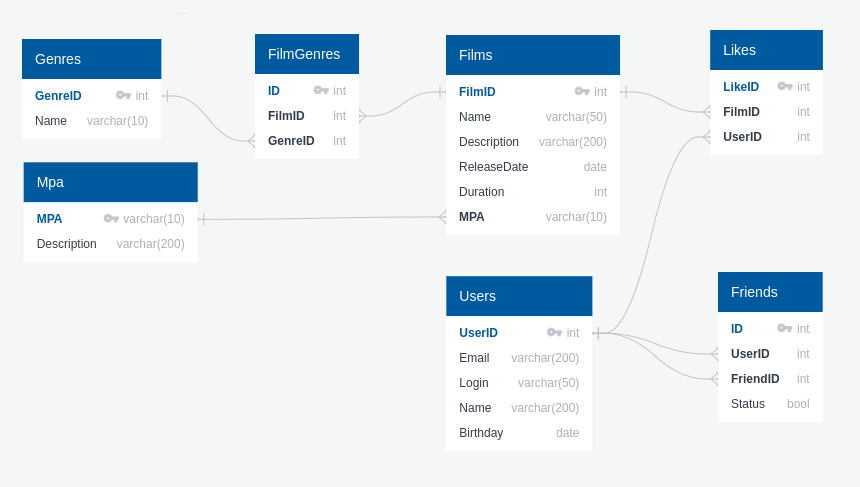 Genres
GenreID int
Name varchar(10)
FilmGenres
ID int
FilmID int
GenreID int
Films
FilmID int
Name varchar(50)
Description varchar(200)
ReleaseDate date
Duration int
MPA varchar(10)
Likes
LikeID int
FilmID int
UserID int
Mpa
MPA varchar(10)
Description varchar(200)
Users
UserID int
Email varchar(200)
Login varchar(50)
Name varchar(200)
Birthday date
Friends
ID int
UserID int
FriendID int
Status bool